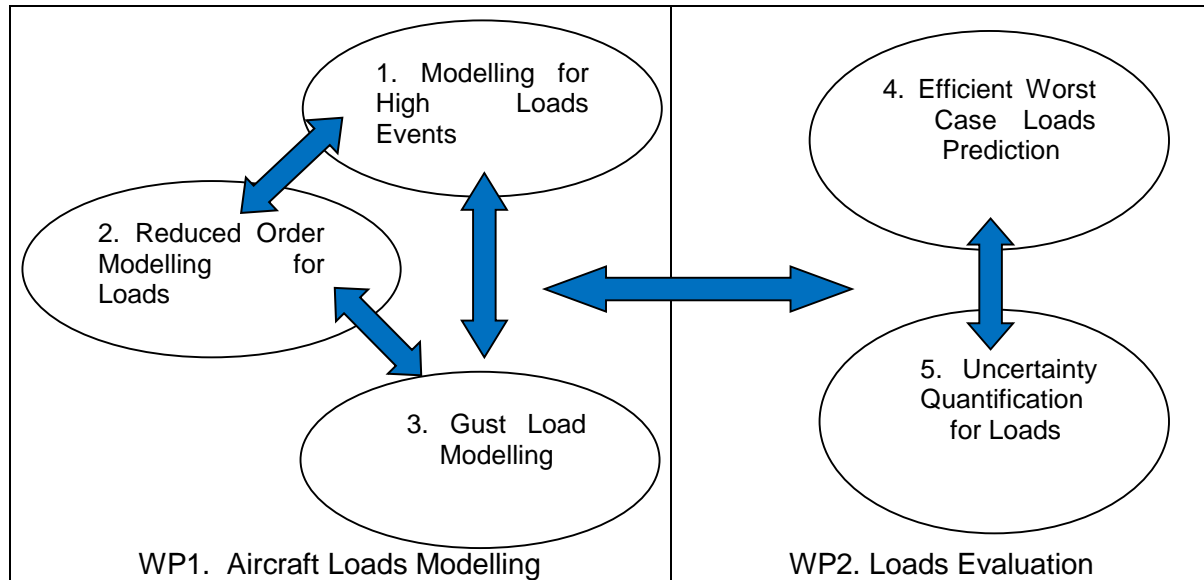 1. Modelling for
High Loads
Events
2. Reduced Order
Modelling for
Loads
3. Gust Load
Modelling
WP1. Aircraft Loads Modelling
4. Efficient Worst
Case Loads
Prediction
5. Uncertainty
Quantification
for Loads
WP2. Loads Evaluation